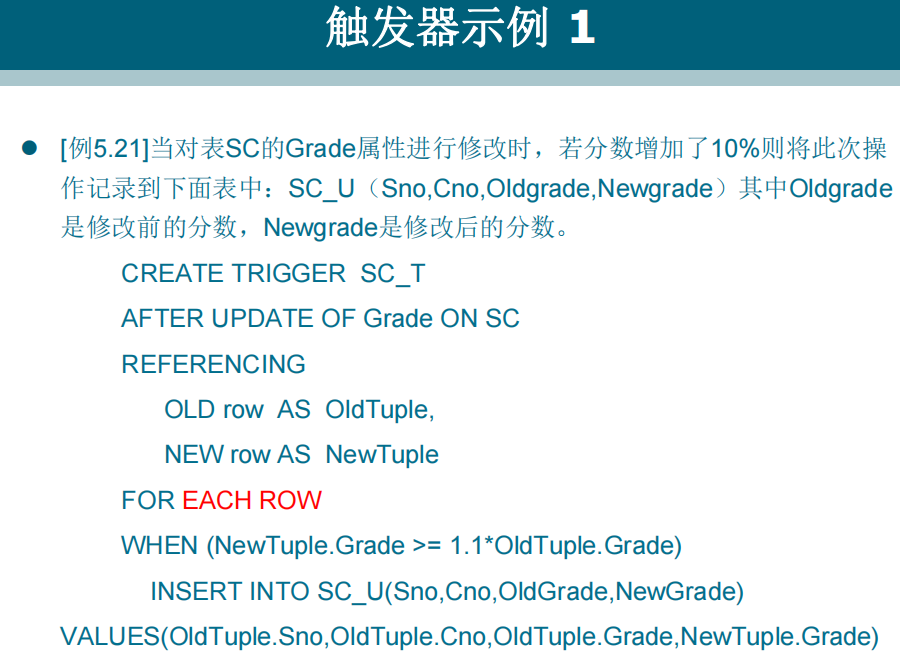 触发器示例 1
● [例5.21]当对表SC的Grade属性进行修改时，若分数增加了10%则将此次操
作记录到下面表中：SC_U（Sno,Cno,Oldgrade,Newgrade）其中Oldgrade
是修改前的分数，Newgrade是修改后的分数。
CREATE TRIGGER SC_T
AFTER UPDATE OF Grade ON SC
REFERENCING
OLD row AS OldTuple,
NEW row AS NewTuple
FOR EACH ROW
WHEN (NewTuple.Grade >= 1.1*OldTuple.Grade)
INSERT INTO SC_U(Sno,Cno,OldGrade,NewGrade)
VALUES(OldTuple.Sno,OldTuple.Cno,OldTuple.Grade,NewTuple.Grade)